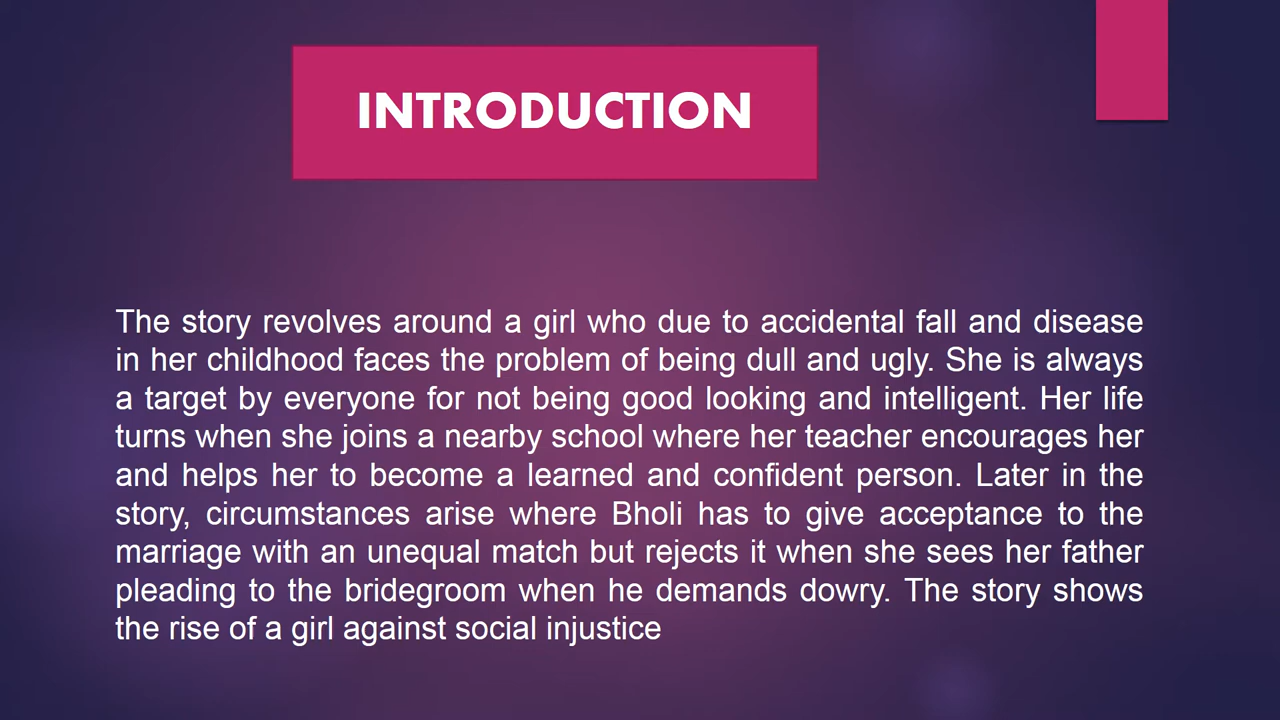 INTRODUCTION
The story revolves around a girl who due to accidental fall and disease
in her childhood faces the problem of being dull and ugly. She is always
a target by everyone for not being good looking and intelligent. Her life
turns when she joins a nearby school where her teacher encourages her
and helps her to become a learned and confident person. Later in the
story, circumstances arise where Bholi has to give acceptance to the
marriage with an unequal match but rejects it when she sees her father
pleading to the bridegroom when he demands dowry. The story shows
the rise of a girl against social injustice